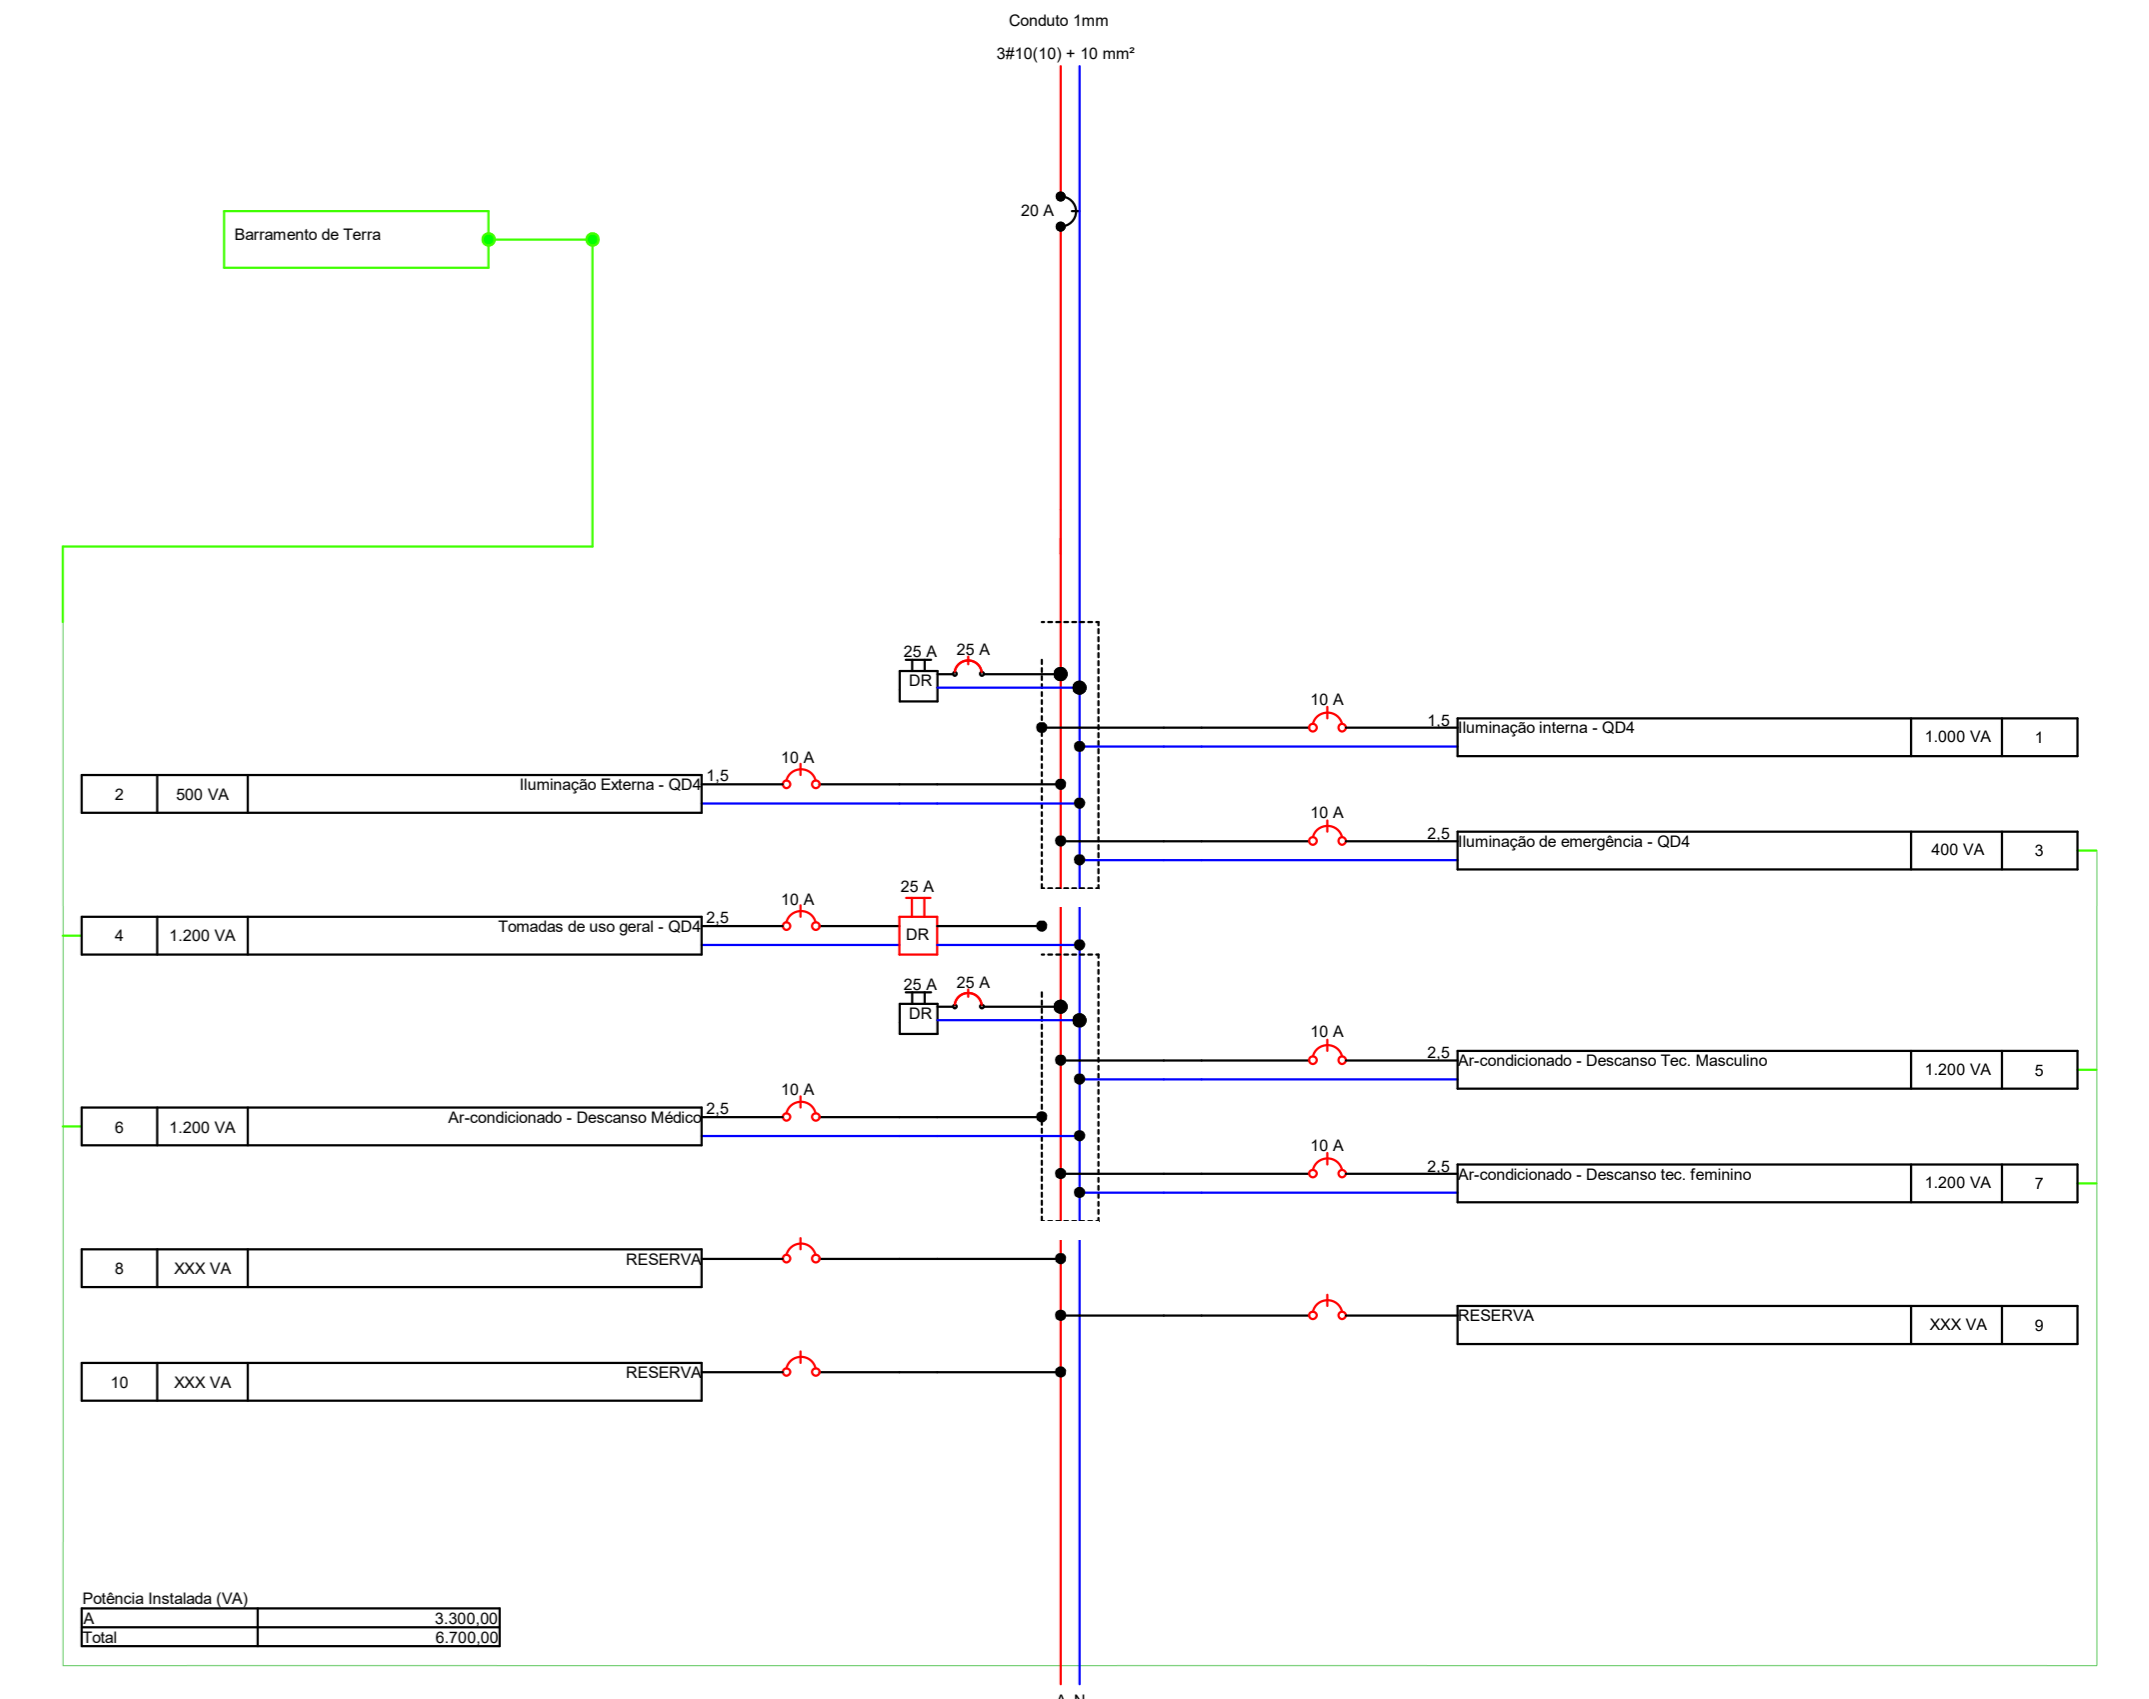 Conduto 1mm
3#10(10) + 10 mm²
20 A
Barramento de Terra
25 A
25 A
DR
10 A
1,5
Iluminação interna - QD4
1.000 VA
1
2
500 VA
Iluminação Externa - QD4
1,5
10 A
10 A
2,5
Iluminação de emergência - QD4
400 VA
3
4
1.200 VA
Tomadas de uso geral - QD4
2,5
10 A
25 A
DR
25 A
25 A
DR
10 A
2,5
Ar-condicionado - Descanso Tec. Masculino
1.200 VA
5
6
1.200 VA
Ar-condicionado - Descanso Médico
2,5
10 A
10 A
2,5
Ar-condicionado - Descanso tec. feminino
1.200 VA
7
8
XXX VA
RESERVA
RESERVA
XXX VA
9
10
XXX VA
RESERVA
Potência Instalada (VA)
A 3.300,00
Total 6.700,00
A N